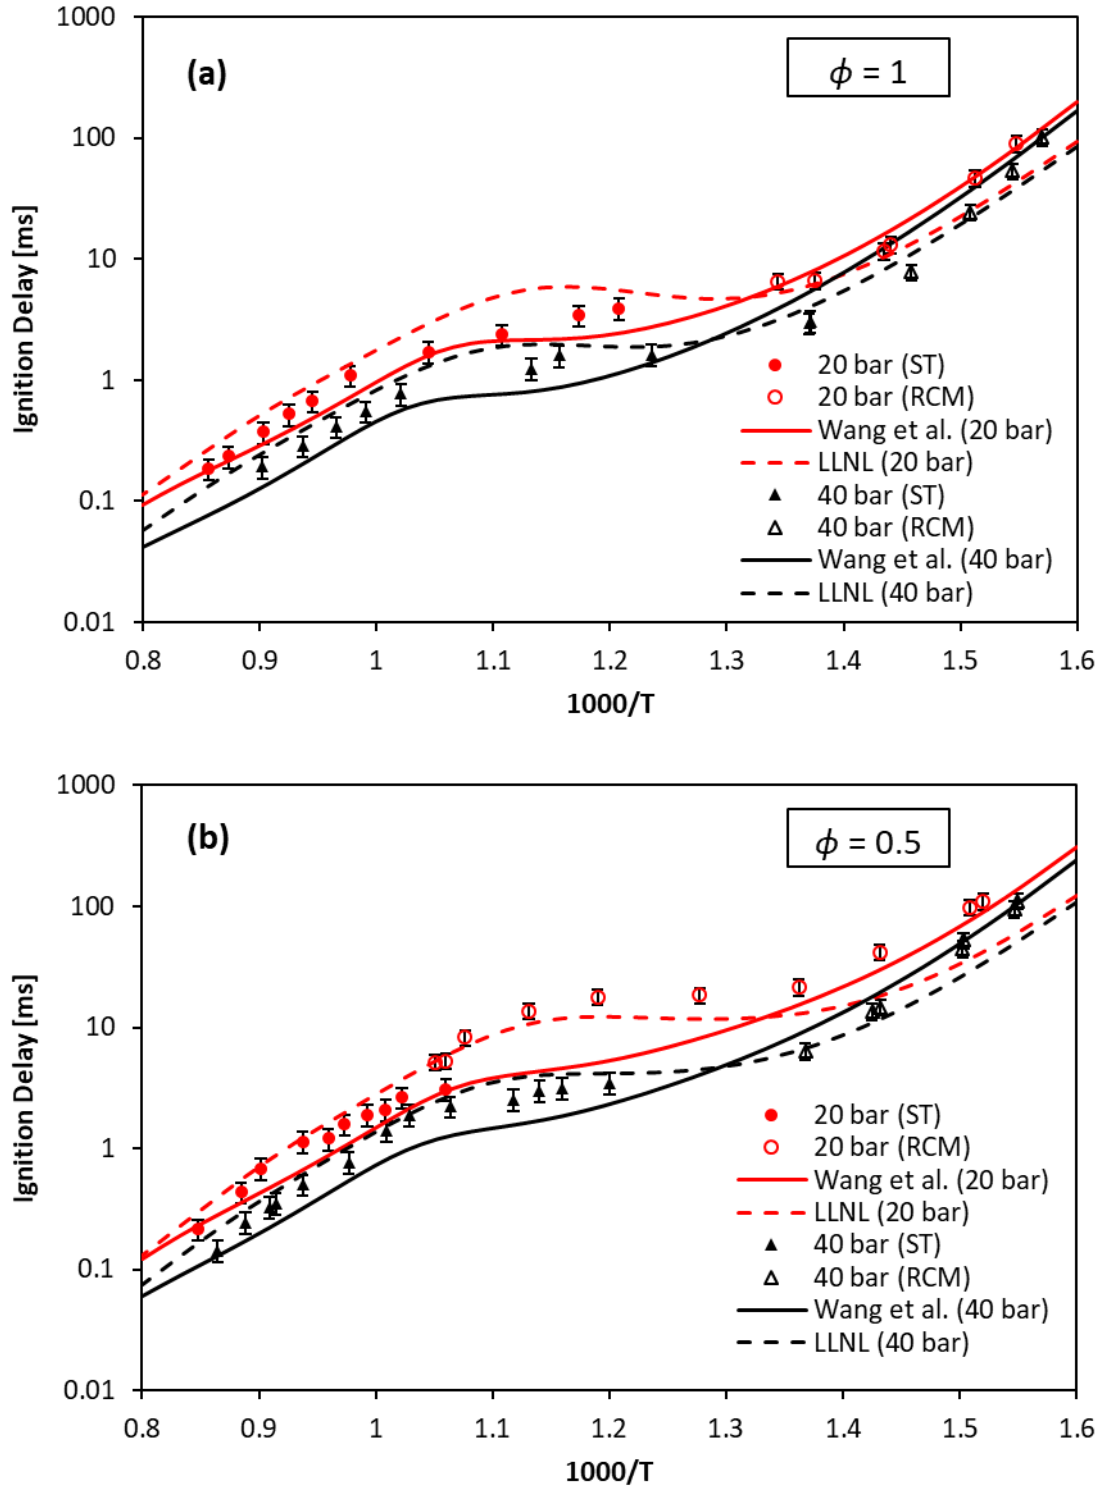 (a)
ϕ = 1
Ignition Delay [ms]
1000
100
10
1
0.1
0.01
20 bar (ST)
20 bar (RCM)
Wang et al. (20 bar)
LLNL (20 bar)
40 bar (ST)
40 bar (RCM)
Wang et al. (40 bar)
LLNL (40 bar)
0.8 0.9 1 1.1 1.2 1.3 1.4 1.5 1.6
1000/T
(b)
ϕ = 0.5
Ignition Delay [ms]
1000
100
10
1
0.1
0.01
20 bar (ST)
20 bar (RCM)
Wang et al. (20 bar)
LLNL (20 bar)
40 bar (ST)
40 bar (RCM)
Wang et al. (40 bar)
LLNL (40 bar)
0.8 0.9 1 1.1 1.2 1.3 1.4 1.5 1.6
1000/T